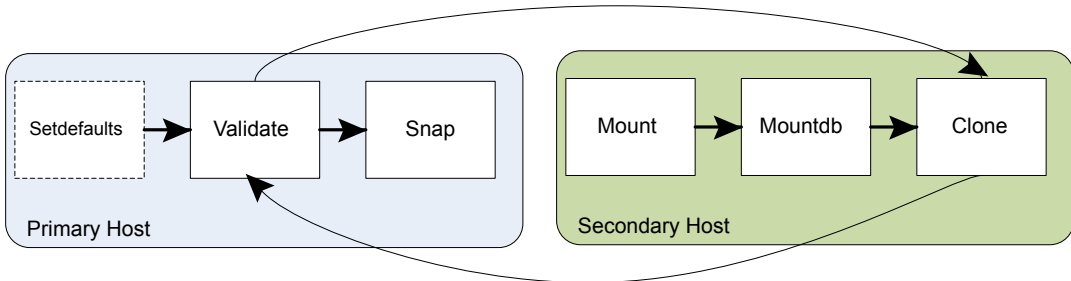 Setdefaults
Validate
Snap
Primary Host
Mount
Mountdb
Clone
Secondary Host